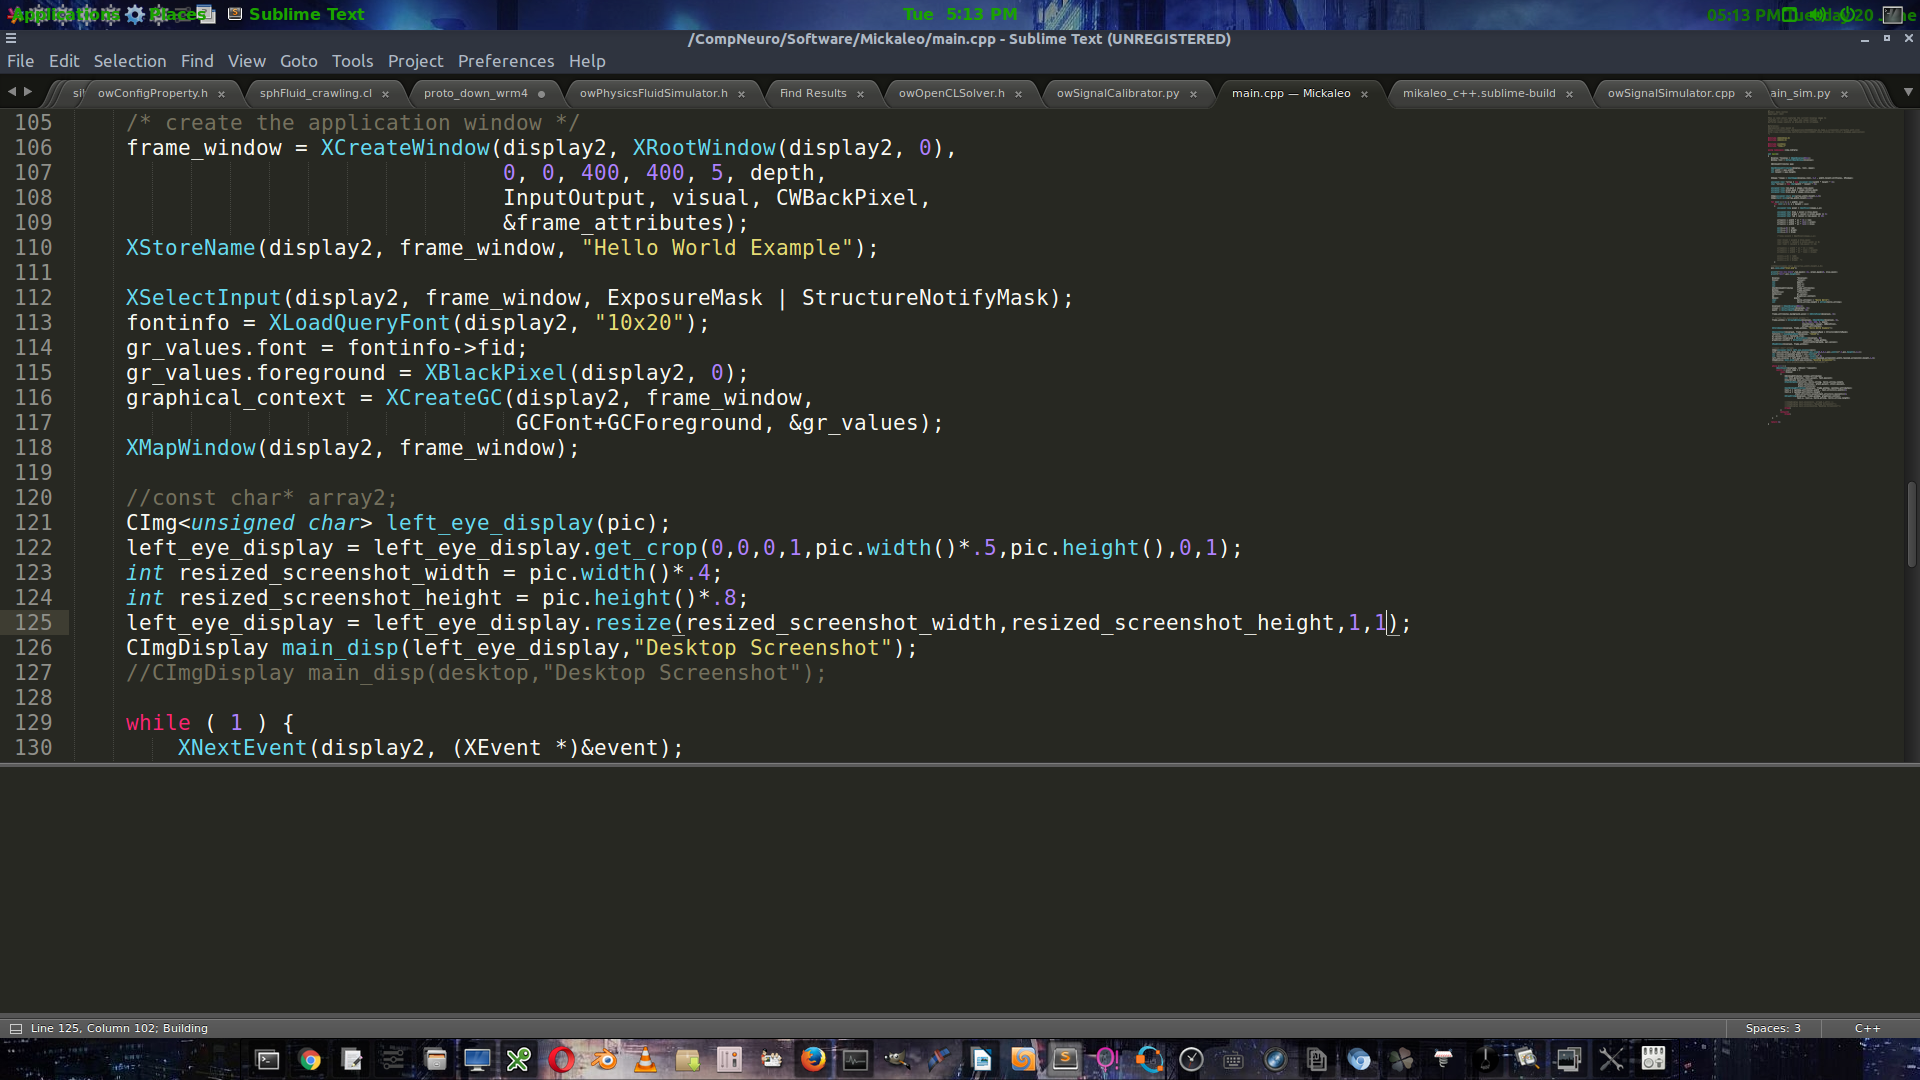 Applications Places Sublime Text Tue 5:13 PM 05:13 PM Tuesday 20 June
/CompNeuro/Software/Mickaleo/main.cpp - Sublime Text (UNREGISTERED)
File Edit Selection Find View Goto Tools Project Preferences Help
owConfigProperty.h sphFluid_crawling.cl proto_down_wrm4 owPhysicsFluidSimulator.h Find Results owOpenCLSolver.h owSignalCalibrator.py main.cpp — Mickaleo mikaleo_c++.sublime-build owSignalSimulator.cpp ain_sim.py
105 /* create the application window */
106 frame_window = XCreateWindow(display2, XRootWindow(display2, 0),
107 0, 0, 400, 400, 5, depth,
108 InputOutput, visual, CWBackPixel,
109 &frame_attributes);
110 XStoreName(display2, frame_window, "Hello World Example");
111
112 XSelectInput(display2, frame_window, ExposureMask | StructureNotifyMask);
113 fontinfo = XLoadQueryFont(display2, "10x20");
114 gr_values.font = fontinfo->fid;
115 gr_values.foreground = XBlackPixel(display2, 0);
116 graphical_context = XCreateGC(display2, frame_window,
117 GCFont+GCForeground, &gr_values);
118 XMapWindow(display2, frame_window);
119
120 //const char* array2;
121 CImg<unsigned char> left_eye_display(pic);
122 left_eye_display = left_eye_display.get_crop(0,0,0,1,pic.width()*.5,pic.height(),0,1);
123 int resized_screenshot_width = pic.width()*.4;
124 int resized_screenshot_height = pic.height()*.8;
125 left_eye_display = left_eye_display.resize(resized_screenshot_width,resized_screenshot_height,1,1);
126 CImgDisplay main_disp(left_eye_display,"Desktop Screenshot");
127 //CImgDisplay main_disp(desktop,"Desktop Screenshot");
128
129 while ( 1 ) {
130 XNextEvent(display2, (XEvent *)&event);
Line 125, Column 102; Building Spaces: 3 C++